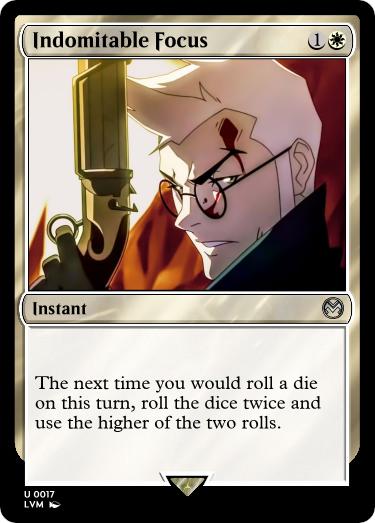 Indomitable Focus 1
Instant
The next time you would roll a die
on this turn, roll the dice twice and
use the higher of the two rolls.
U 0017
LVM